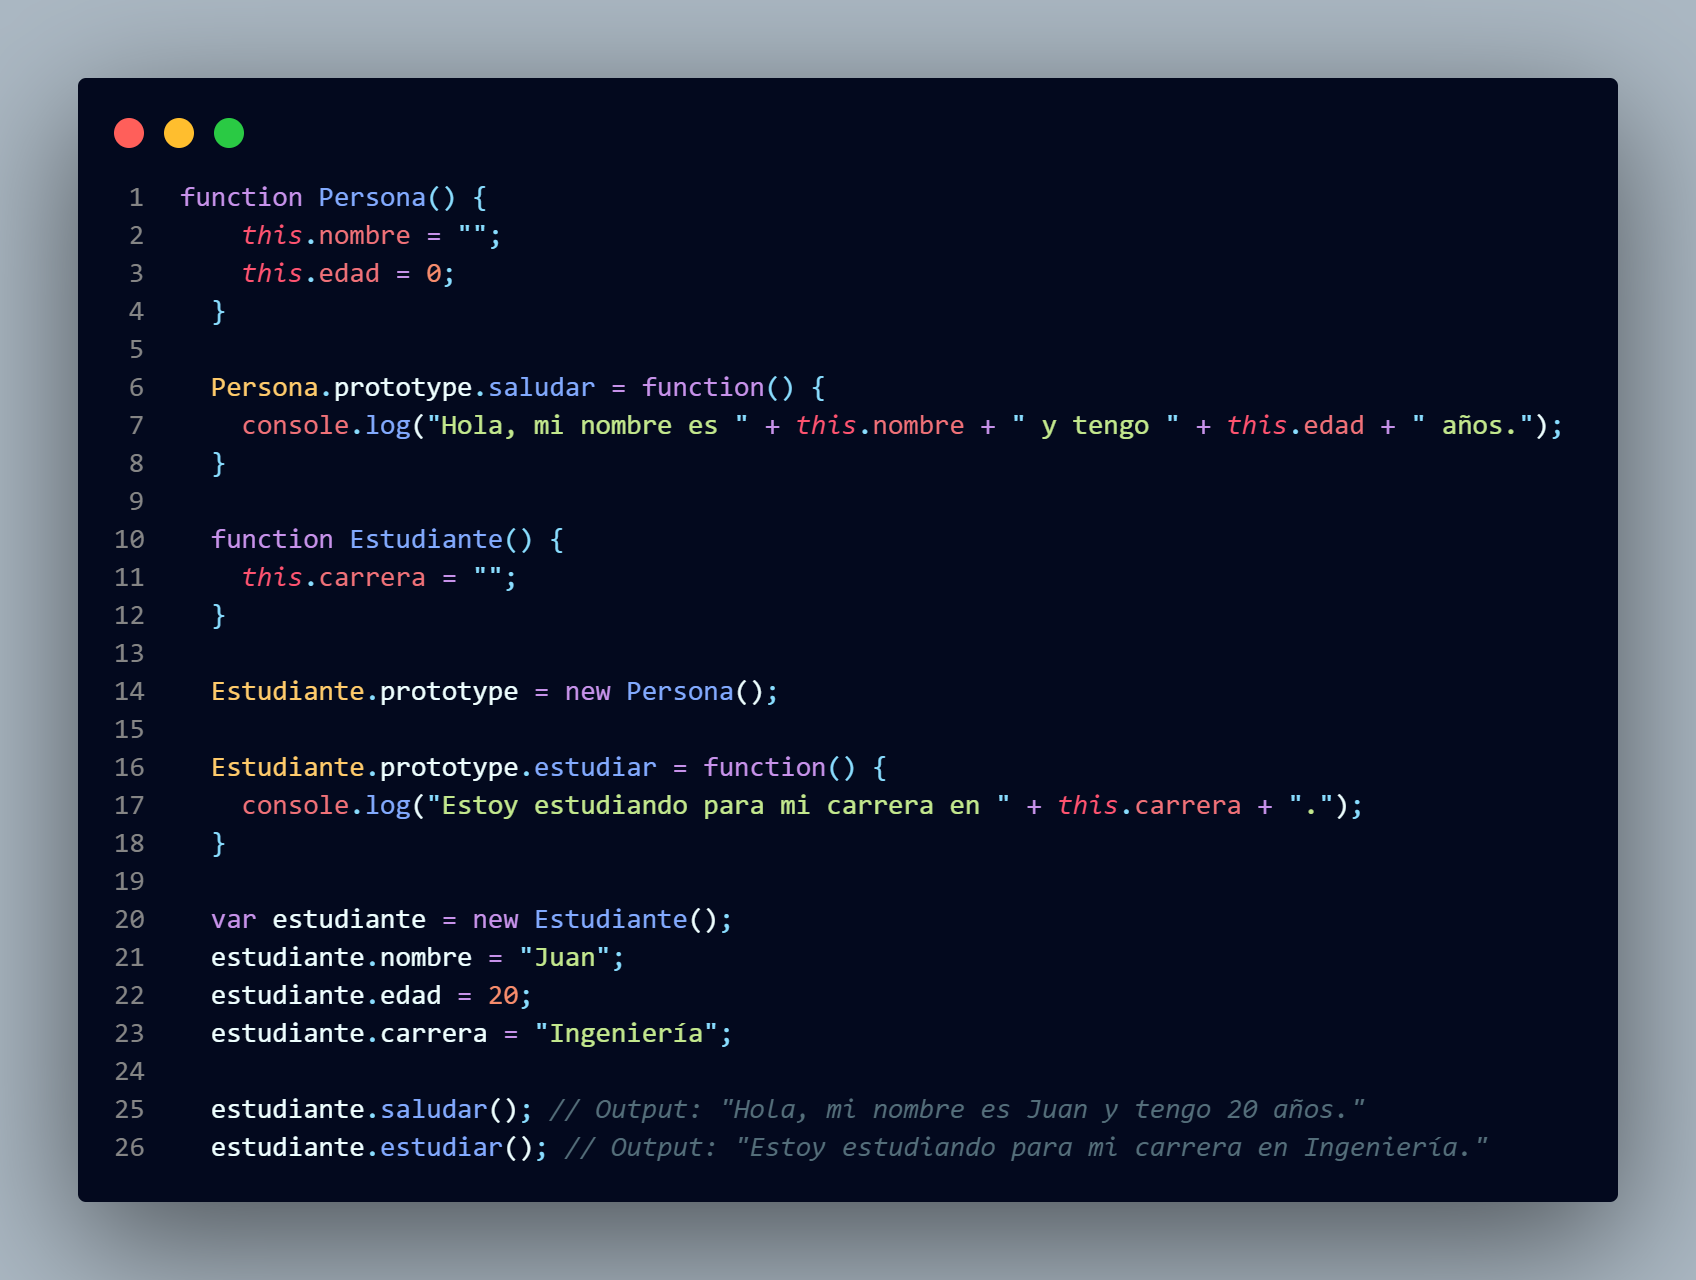 1 function Persona() {
2 this.nombre = "";
3 this.edad = 0;
4 }
5
6 Persona.prototype.saludar = function() {
7 console.log("Hola, mi nombre es " + this.nombre + " y tengo " + this.edad + " años.");
8 }
9
10 function Estudiante() {
11 this.carrera = "";
12 }
13
14 Estudiante.prototype = new Persona();
15
16 Estudiante.prototype.estudiar = function() {
17 console.log("Estoy estudiando para mi carrera en " + this.carrera + ".");
18 }
19
20 var estudiante = new Estudiante();
21 estudiante.nombre = "Juan";
22 estudiante.edad = 20;
23 estudiante.carrera = "Ingeniería";
24
25 estudiante.saludar(); // Output: "Hola, mi nombre es Juan y tengo 20 años."
26 estudiante.estudiar(); // Output: "Estoy estudiando para mi carrera en Ingeniería."